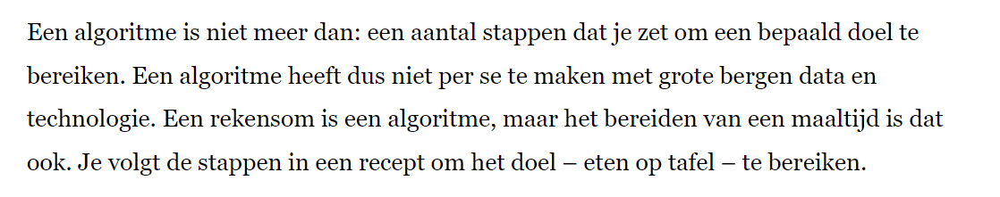 Een algoritme is niet meer dan: een aantal stappen dat je zet om een bepaald doel te
bereiken. Een algoritme heeft dus niet per se te maken met grote bergen data en
technologie. Een rekensom is een algoritme, maar het bereiden van een maaltijd is dat
ook. Je volgt de stappen in een recept om het doel – eten op tafel – te bereiken.